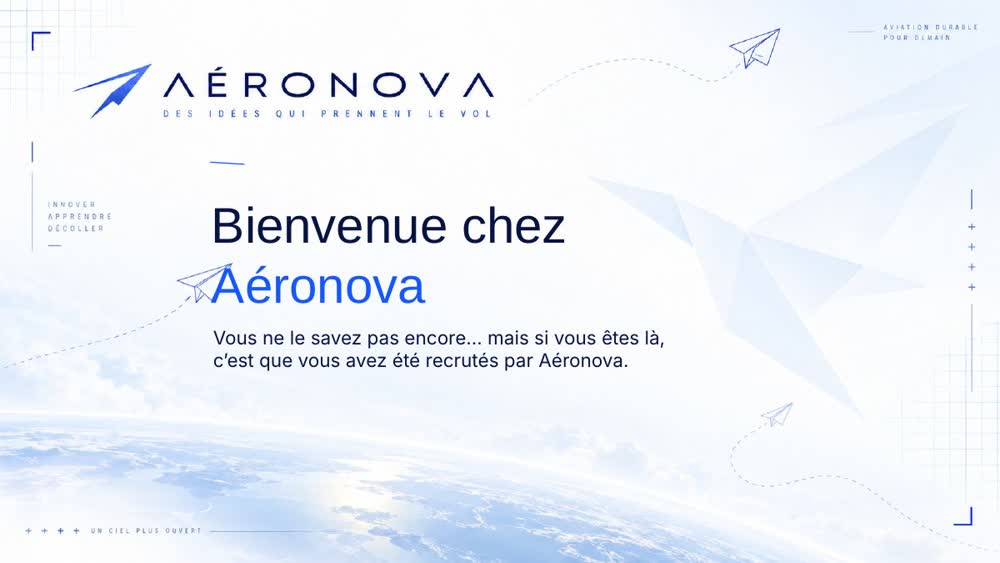 AVIATION DURABLE
POUR DEMAIN
AÉRONOVA
DES IDÉES QUI PRENNENT LE VOL
INNOVER
APPRENDRE
DÉCOLLER
Bienvenue chez
Aéronova
Vous ne le savez pas encore... mais si vous êtes là,
c'est que vous avez été recrutés par Aéronova.
UN CIEL PLUS OUVERT